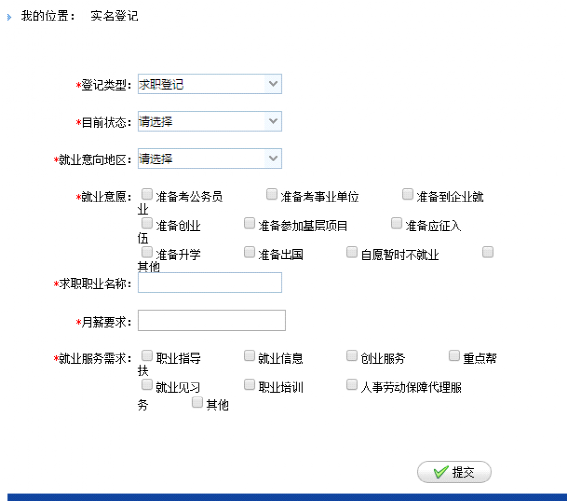 我的位置： 实名登记
*登记类型： 求职登记
*目前状态： 请选择
*就业意向地区： 请选择
*就业意愿： 准备考公务员 准备考事业单位 准备到企业就
业
准备创业 准备参加基层项目 准备应征入
伍
准备升学 准备出国 自愿暂时不就业
其他
*求职职业名称：
*月薪要求：
*就业服务需求： 职业指导 就业信息 创业服务 重点帮
扶
就业见习 职业培训 人事劳动保障代理服
务 其他
提交